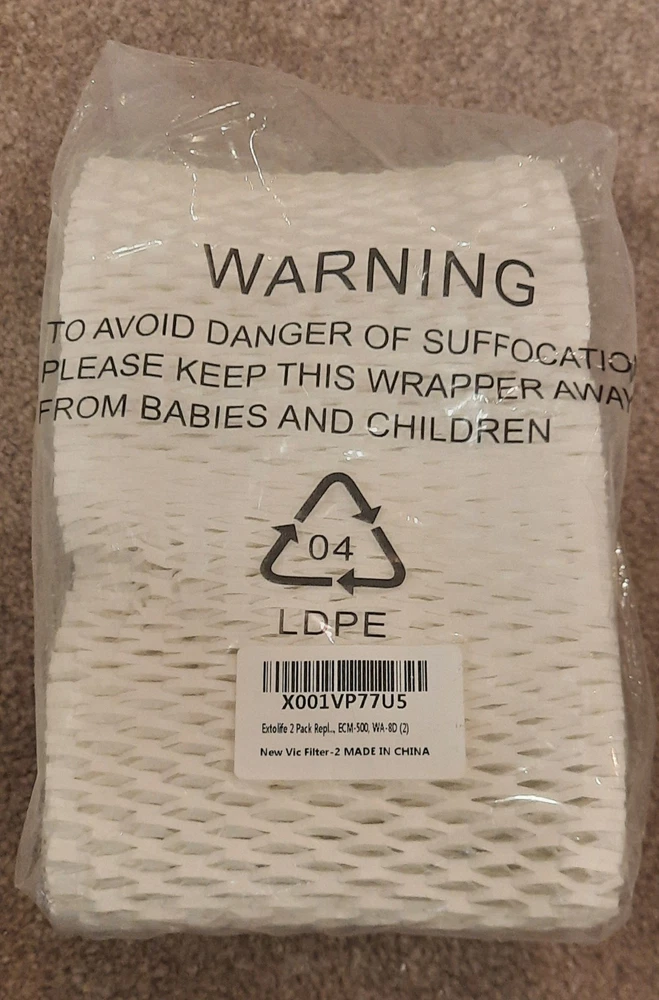 WARNING
TO AVOID DANGER OF SUFFOCATIO
PLEASE KEEP THIS WRAPPER AWAY
FROM BABIES AND CHILDREN
04
LDPE
X001VP77U5
Extolife 2 Pack Repl..., ECM-500, WA-8D (2)
New Vic Filter-2 MADE IN CHINA